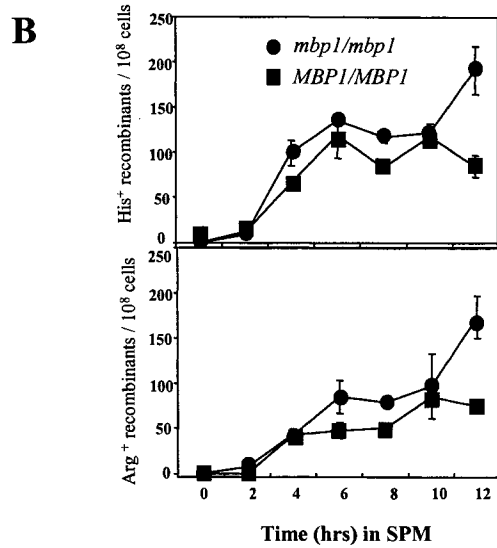 B
His+ recombinants / 10⁸ cells
250
200
150
100
50
0
mbp1/mbp1
MBP1/MBP1
Arg+ recombinants / 10⁸ cells
200
150
100
50
0
0 2 4 6 8 10 12
Time (hrs) in SPM